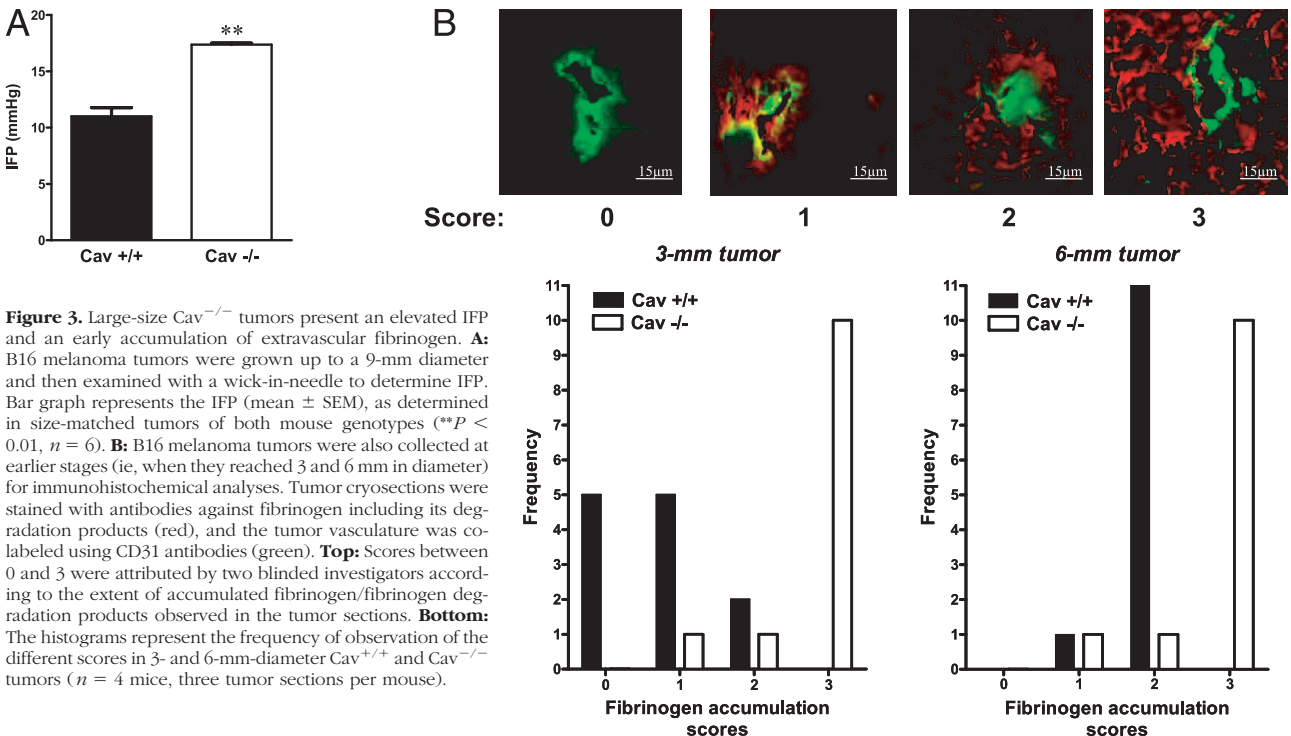 A
20
15
10
5
0
IFP (mmHg)
**
Cav +/+
Cav -/-
B
15µm
15µm
15µm
15µm
Score:
0
1
2
3
Figure 3. Large-size Cav−/− tumors present an elevated IFP
and an early accumulation of extravascular fibrinogen. A:
B16 melanoma tumors were grown up to a 9-mm diameter
and then examined with a wick-in-needle to determine IFP.
Bar graph represents the IFP (mean ± SEM), as determined
in size-matched tumors of both mouse genotypes (**P <
0.01, n = 6). B: B16 melanoma tumors were also collected at
earlier stages (ie, when they reached 3 and 6 mm in diameter)
for immunohistochemical analyses. Tumor cryosections were
stained with antibodies against fibrinogen including its deg-
radation products (red), and the tumor vasculature was co-
labeled using CD31 antibodies (green). Top: Scores between
0 and 3 were attributed by two blinded investigators accord-
ing to the extent of accumulated fibrinogen/fibrinogen deg-
radation products observed in the tumor sections. Bottom:
The histograms represent the frequency of observation of the
different scores in 3- and 6-mm-diameter Cav+/+ and Cav−/−
tumors (n = 4 mice, three tumor sections per mouse).
3-mm tumor
Cav +/+
Cav -/-
11
10
9
8
7
6
5
4
3
2
1
0
Frequency
0 1 2 3
Fibrinogen accumulation
scores
6-mm tumor
Cav +/+
Cav -/-
11
10
9
8
7
6
5
4
3
2
1
0
Frequency
0 1 2 3
Fibrinogen accumulation
scores